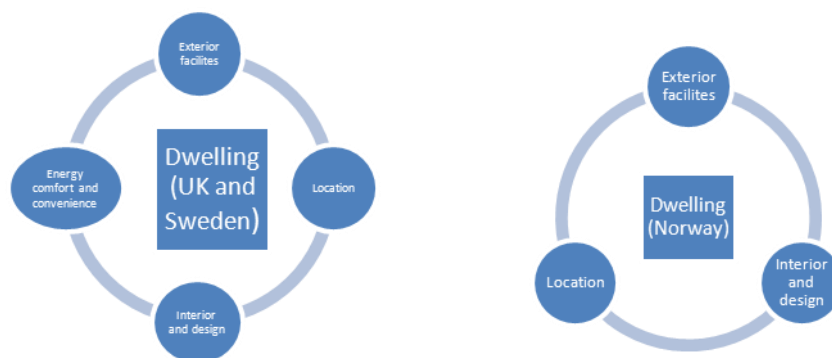 Exterior
facilites
Energy
comfort and
convenience
Dwelling
(UK and
Sweden)
Location
Interior
and design
Exterior
facilites
Dwelling
(Norway)
Location
Interior
and
design